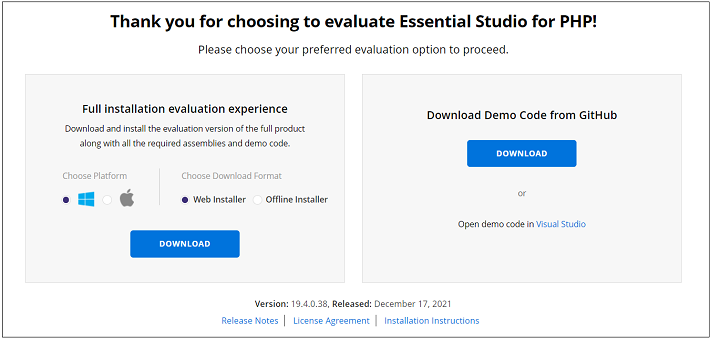 Thank you for choosing to evaluate Essential Studio for PHP!
Please choose your preferred evaluation option to proceed.
Full installation evaluation experience
Download and install the evaluation version of the full product
along with all the required assemblies and demo code.
Choose Platform
Choose Download Format
Web Installer
Offline Installer
DOWNLOAD
Download Demo Code from GitHub
DOWNLOAD
or
Open demo code in Visual Studio
Version: 19.4.0.38, Released: December 17, 2021
Release Notes | License Agreement | Installation Instructions